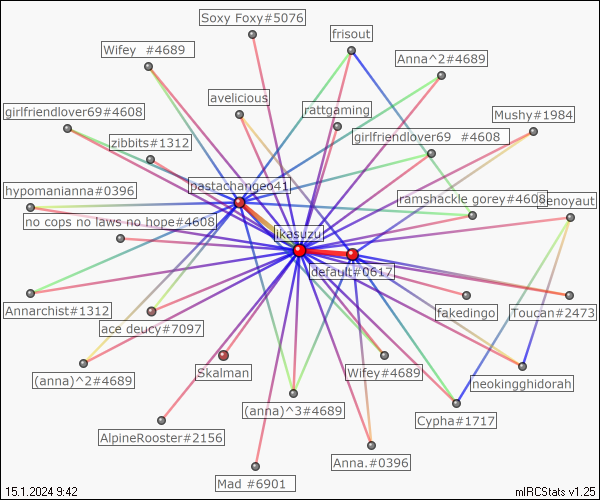 Soxy Foxy#5076
frisout
Wifey  #4689
Anna^2#4689
avelicious
rattgaming
girlfriendlover69#4608
Mushy#1984
zibbits#1312
girlfriendlover69  #4608
pastachangeo41
hypomanianna#0396
ramshackle gorey#4608
zenoyaut
no cops no laws no hope#4608
ikasuzu
default#0617
Annarchist#1312
fakedingo
Toucan#2473
ace deucy#7097
(anna)^2#4689
Skalman
Wifey#4689
neokingghidorah
(anna)^3#4689
Cypha#1717
AlpineRooster#2156
Anna.#0396
Mad #6901
15.1.2024 9:42
mIRCStats v1.25